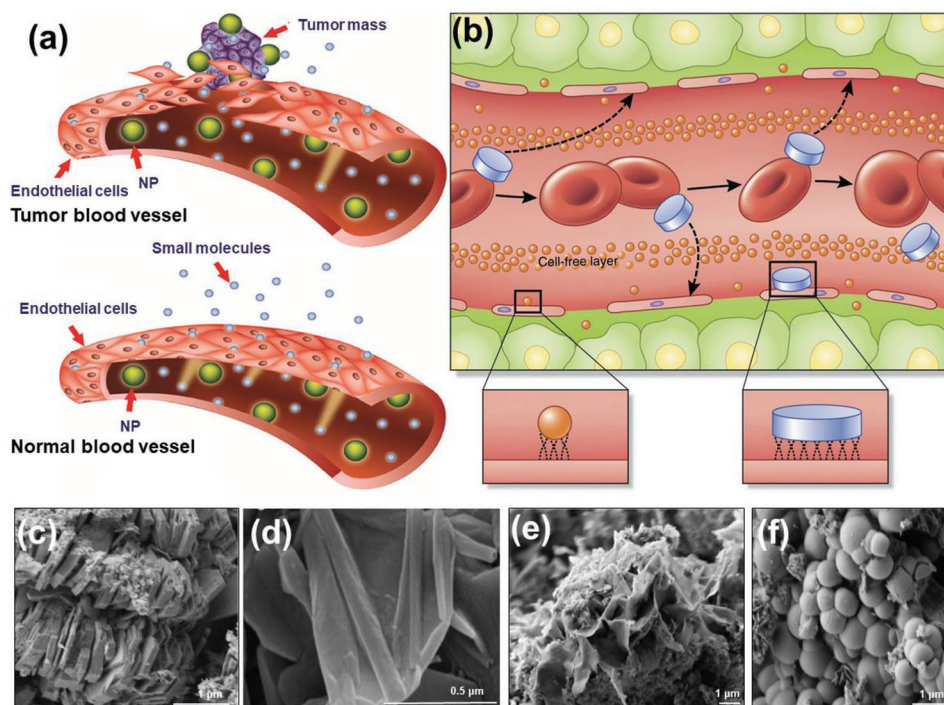 (a)
Tumor mass
Endothelial cells
NP
Tumor blood vessel
Small molecules
Endothelial cells
NP
Normal blood vessel
(b)
Cell-free layer
(c)
1 µm
(d)
0.5 µm
(e)
1 µm
(f)
1 µm